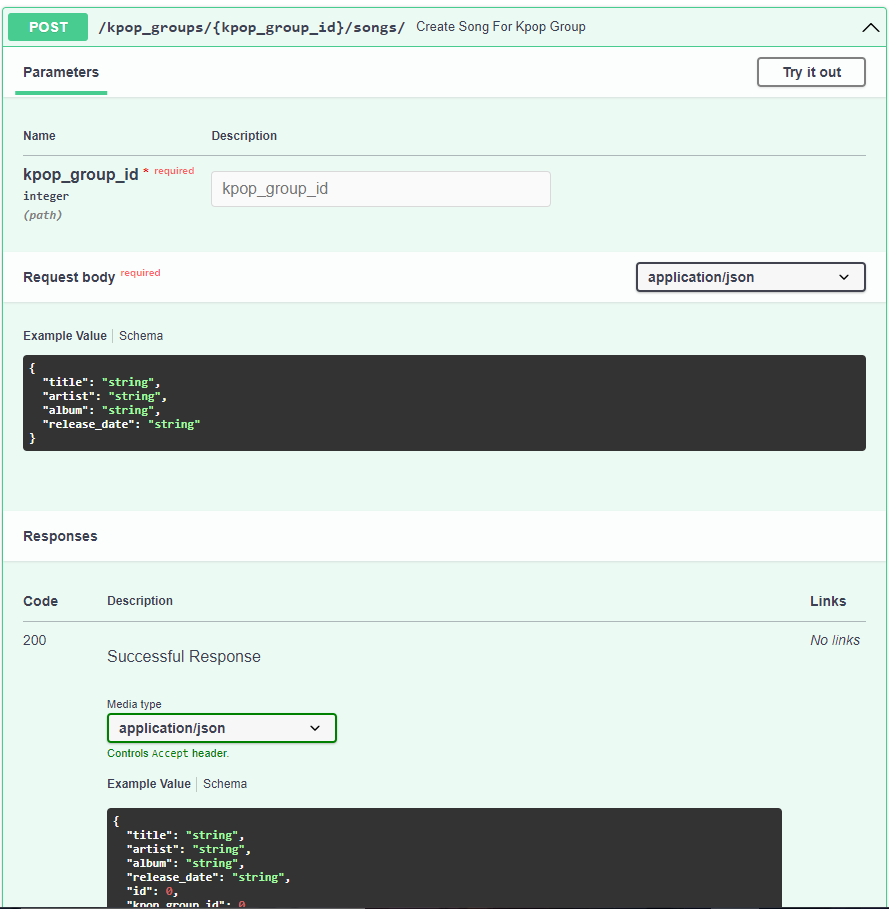 POST /kpop_groups/{kpop_group_id}/songs/ Create Song For Kpop Group
Parameters
Try it out
Name Description
kpop_group_id * required
integer
(path)
kpop_group_id
Request body required
application/json
Example Value Schema
{
"title": "string",
"artist": "string",
"album": "string",
"release_date": "string"
}
Responses
Code Description Links
200 Successful Response No links
Media type
application/json
Controls Accept header.
Example Value Schema
{
"title": "string",
"artist": "string",
"album": "string",
"release_date": "string",
"id": 0,
"kpop_group_id": 0